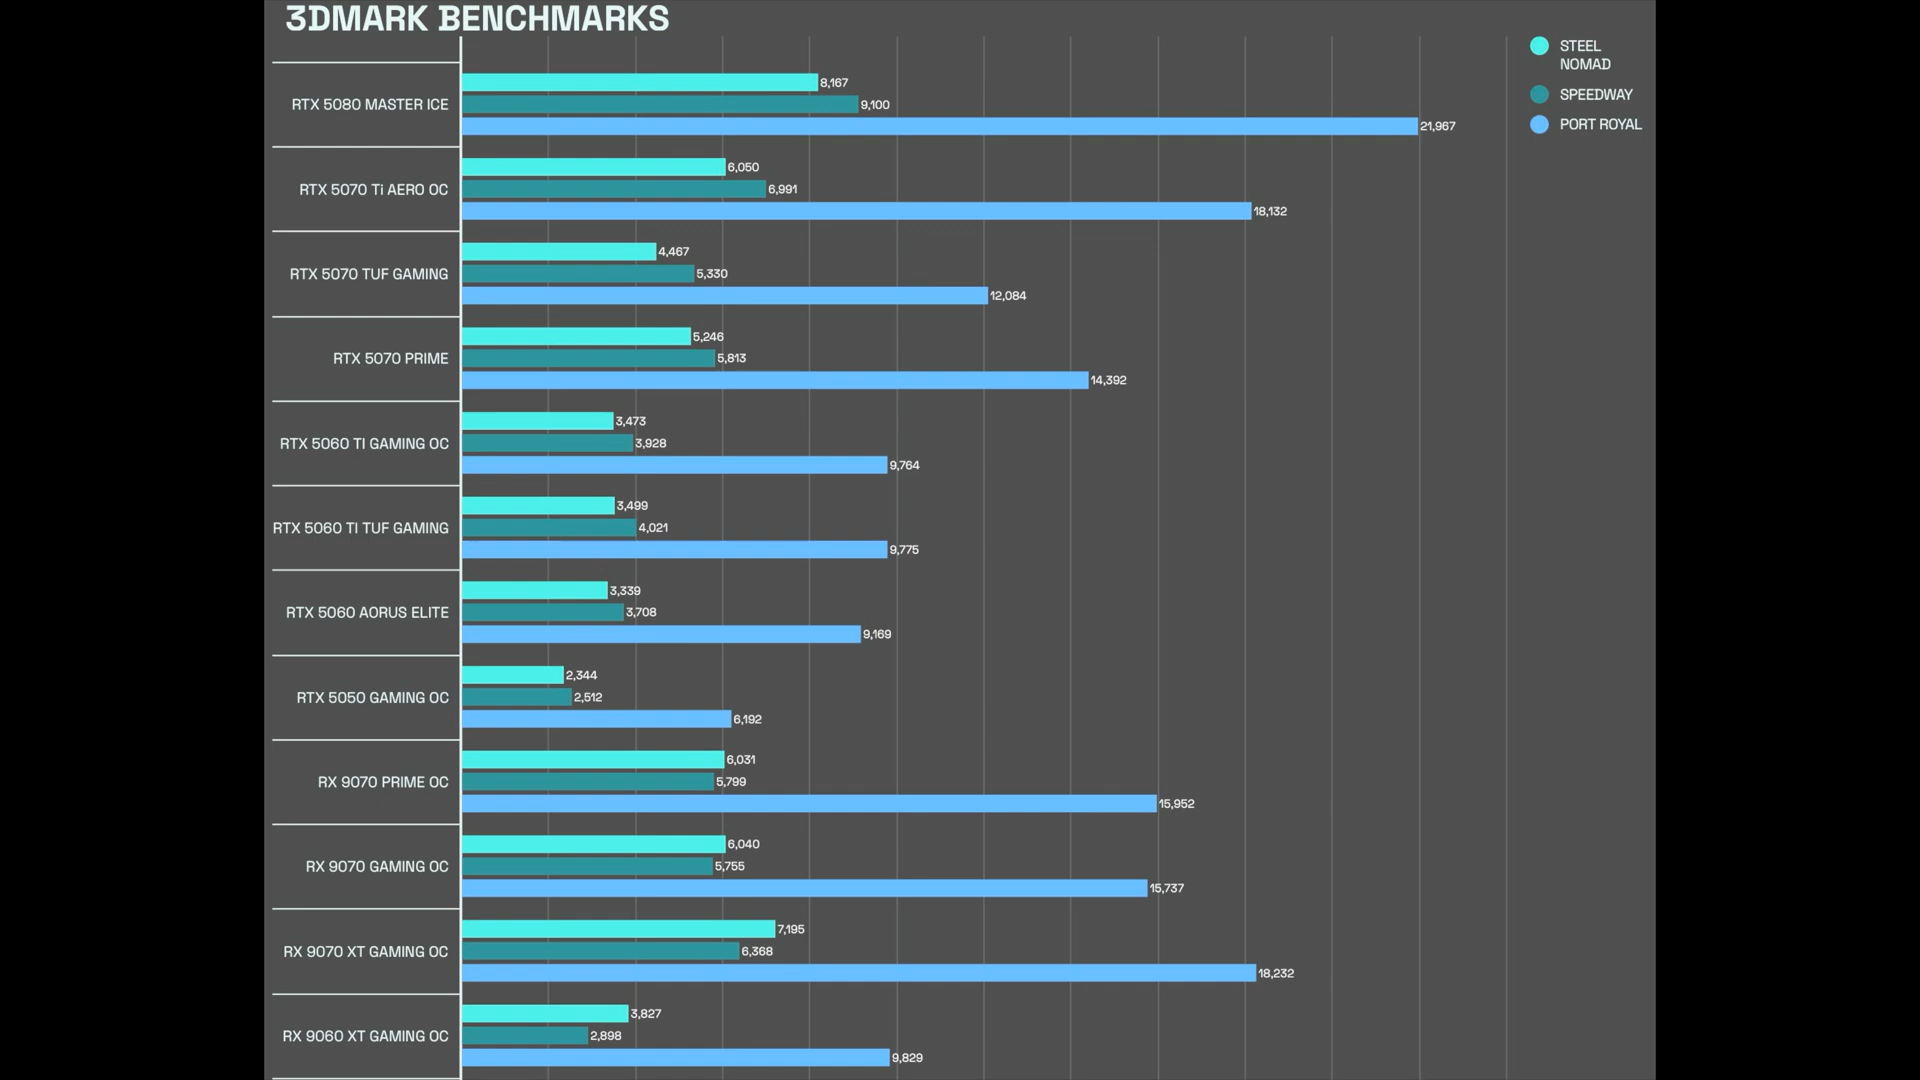 3DMARK BENCHMARKS
STEEL
NOMAD
SPEEDWAY
PORT ROYAL
RTX 5080 MASTER ICE
8,167
9,100
21,967
RTX 5070 Ti AERO OC
6,050
6,991
18,132
RTX 5070 TUF GAMING
4,467
5,330
12,084
RTX 5070 PRIME
5,246
5,813
14,392
RTX 5060 TI GAMING OC
3,473
3,928
9,764
RTX 5060 TI TUF GAMING
3,499
4,021
9,775
RTX 5060 AORUS ELITE
3,339
3,708
9,169
RTX 5050 GAMING OC
2,344
2,512
6,192
RX 9070 PRIME OC
6,031
5,799
15,952
RX 9070 GAMING OC
6,040
5,755
15,737
RX 9070 XT GAMING OC
7,195
6,368
18,232
RX 9060 XT GAMING OC
3,827
2,898
9,829